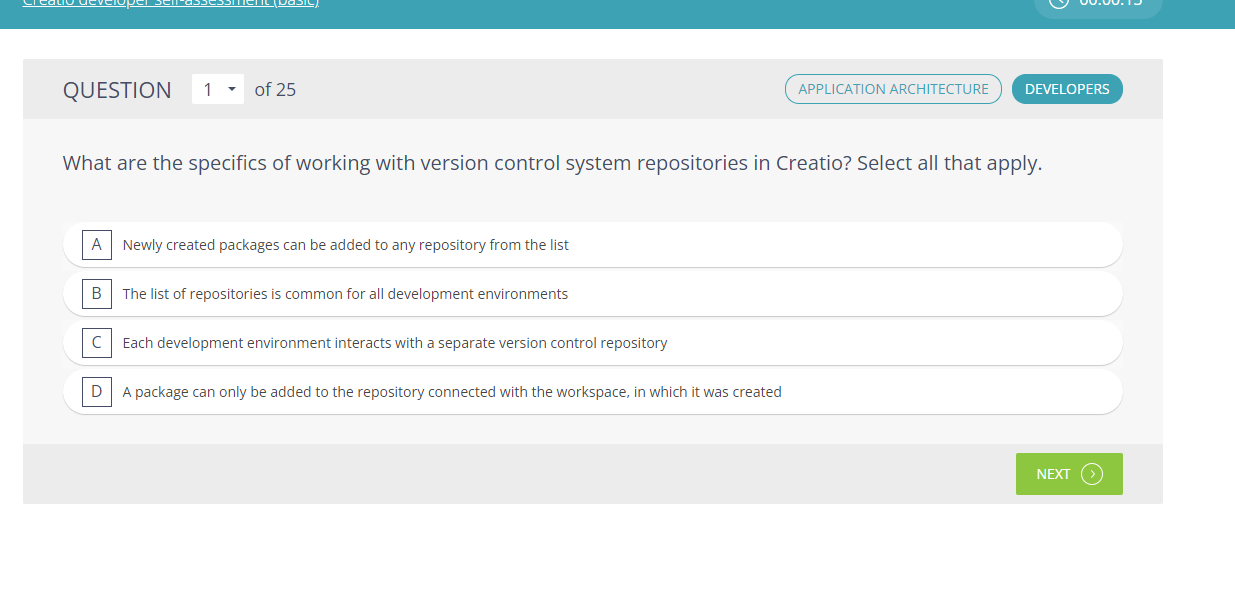 Creatio developer self-assessment (basic)
00:00:15
QUESTION 1 of 25
APPLICATION ARCHITECTURE
DEVELOPERS
What are the specifics of working with version control system repositories in Creatio? Select all that apply.
A Newly created packages can be added to any repository from the list
B The list of repositories is common for all development environments
C Each development environment interacts with a separate version control repository
D A package can only be added to the repository connected with the workspace, in which it was created
NEXT